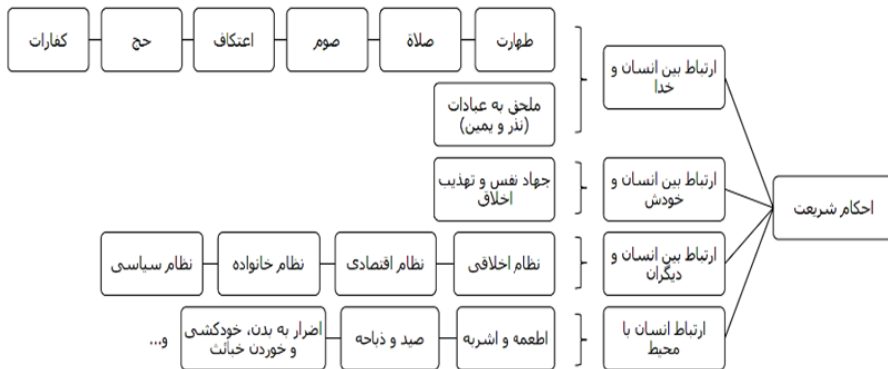 احکام شریعت
ارتباط بین انسان و
خدا
طهارت
صلاة
صوم
اعتکاف
حج
کفارات
ملحق به عبادات
(نذر و یمین)
ارتباط بین انسان و
خودش
جهاد نفس و تهذیب
اخلاق
ارتباط بین انسان و
دیگران
نظام اخلاقی
نظام اقتصادی
نظام خانواده
نظام سیاسی
ارتباط انسان با
محیط
اطعمه و اشربه
صید و ذباحه
اضرار به بدن، خودکشی
و خوردن خبائث
و...